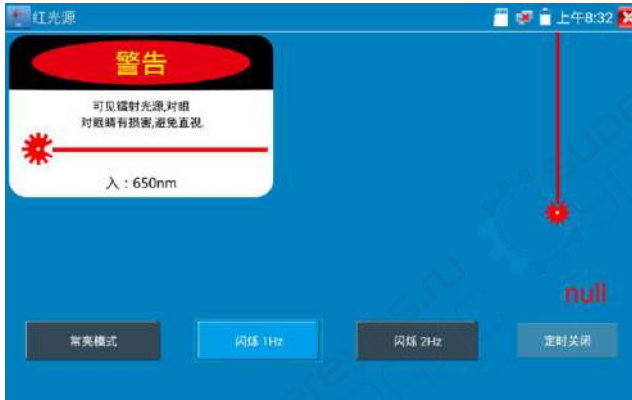 红光源
上午8:32
警告
可见镭射光源,对眼
对眼睛有损害,避免直视.
入：650nm
null
常亮模式
闪烁 1Hz
闪烁 2Hz
定时关闭